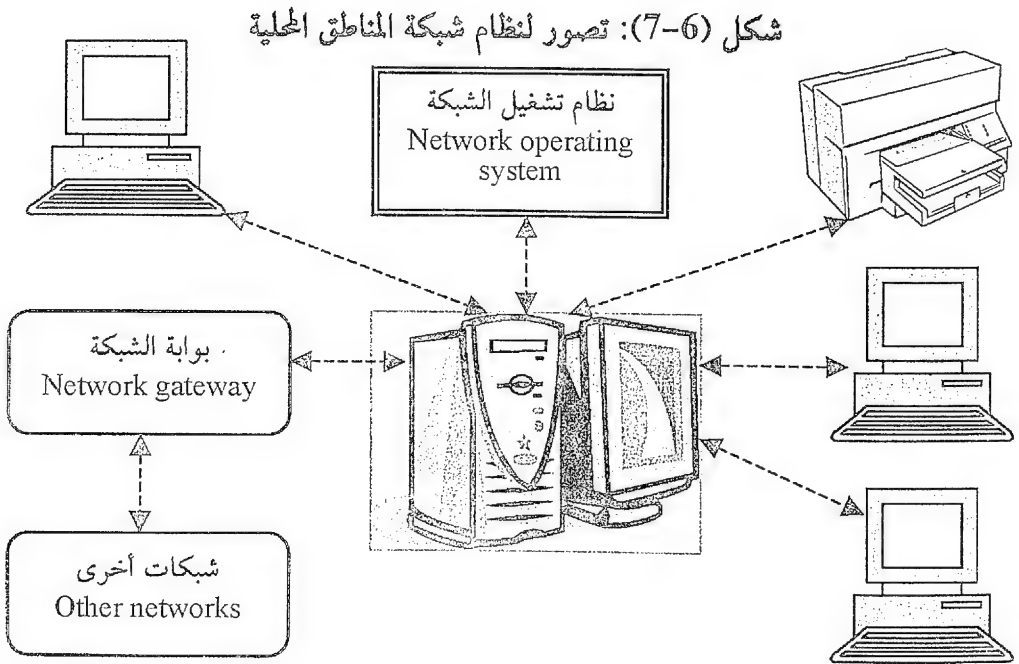 شكل (6-7): تصور لنظام شبكة المناطق المحلية
نظام تشغيل الشبكة
Network operating
system
بوابة الشبكة
Network gateway
شبكات أخرى
Other networks